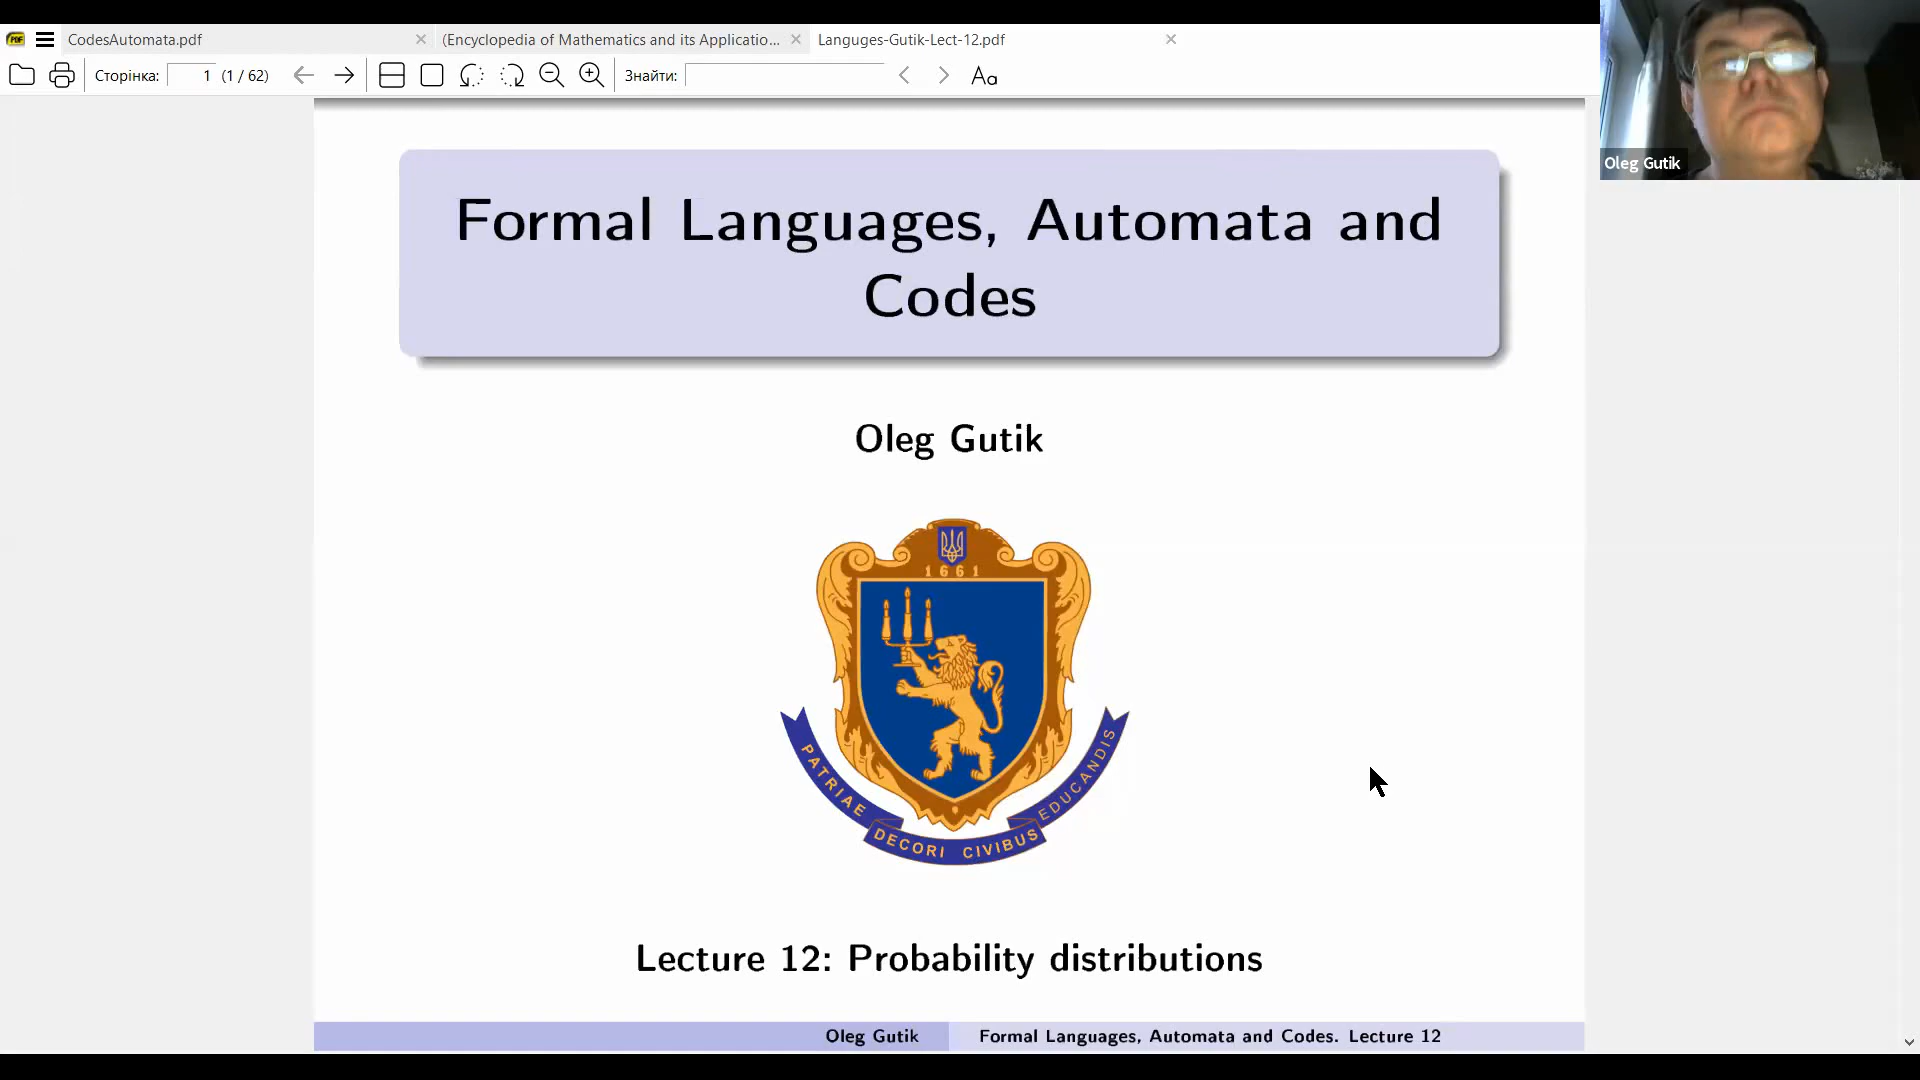 CodesAutomata.pdf
(Encyclopedia of Mathematics and its Applicatio...
Languges-Gutik-Lect-12.pdf
PDF
Сторінка: 1 (1 / 62)
Знайти:
Aa
Oleg Gutik
Formal Languages, Automata and
Codes
Oleg Gutik
1661
PATRIAE DECORI CIVIBUS EDUCANDIS
Lecture 12: Probability distributions
Oleg Gutik
Formal Languages, Automata and Codes. Lecture 12